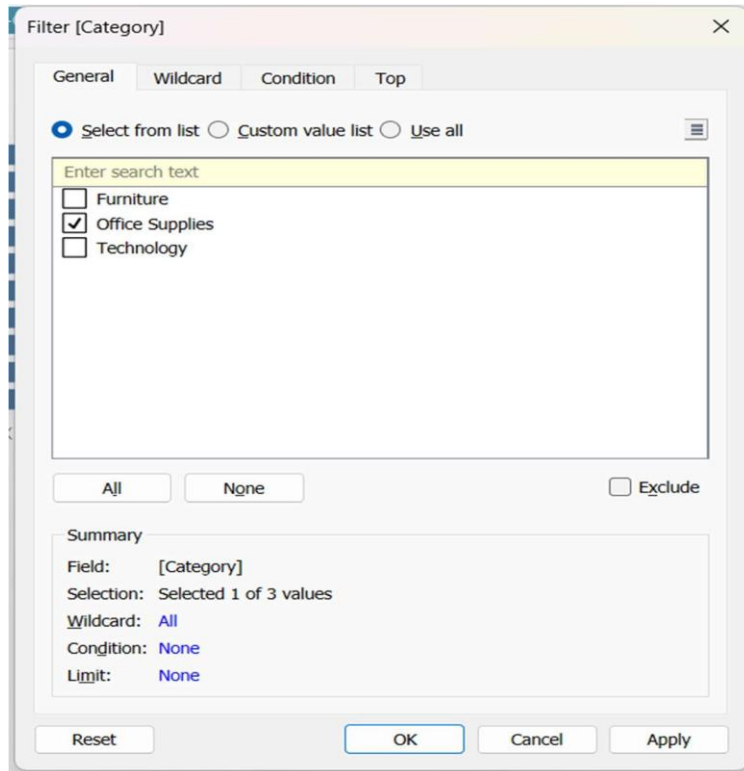 Filter [Category]
General Wildcard Condition Top
Select from list Custom value list Use all
Enter search text
Furniture
Office Supplies
Technology
All None Exclude
Summary
Field: [Category]
Selection: Selected 1 of 3 values
Wildcard: All
Condition: None
Limit: None
Reset OK Cancel Apply